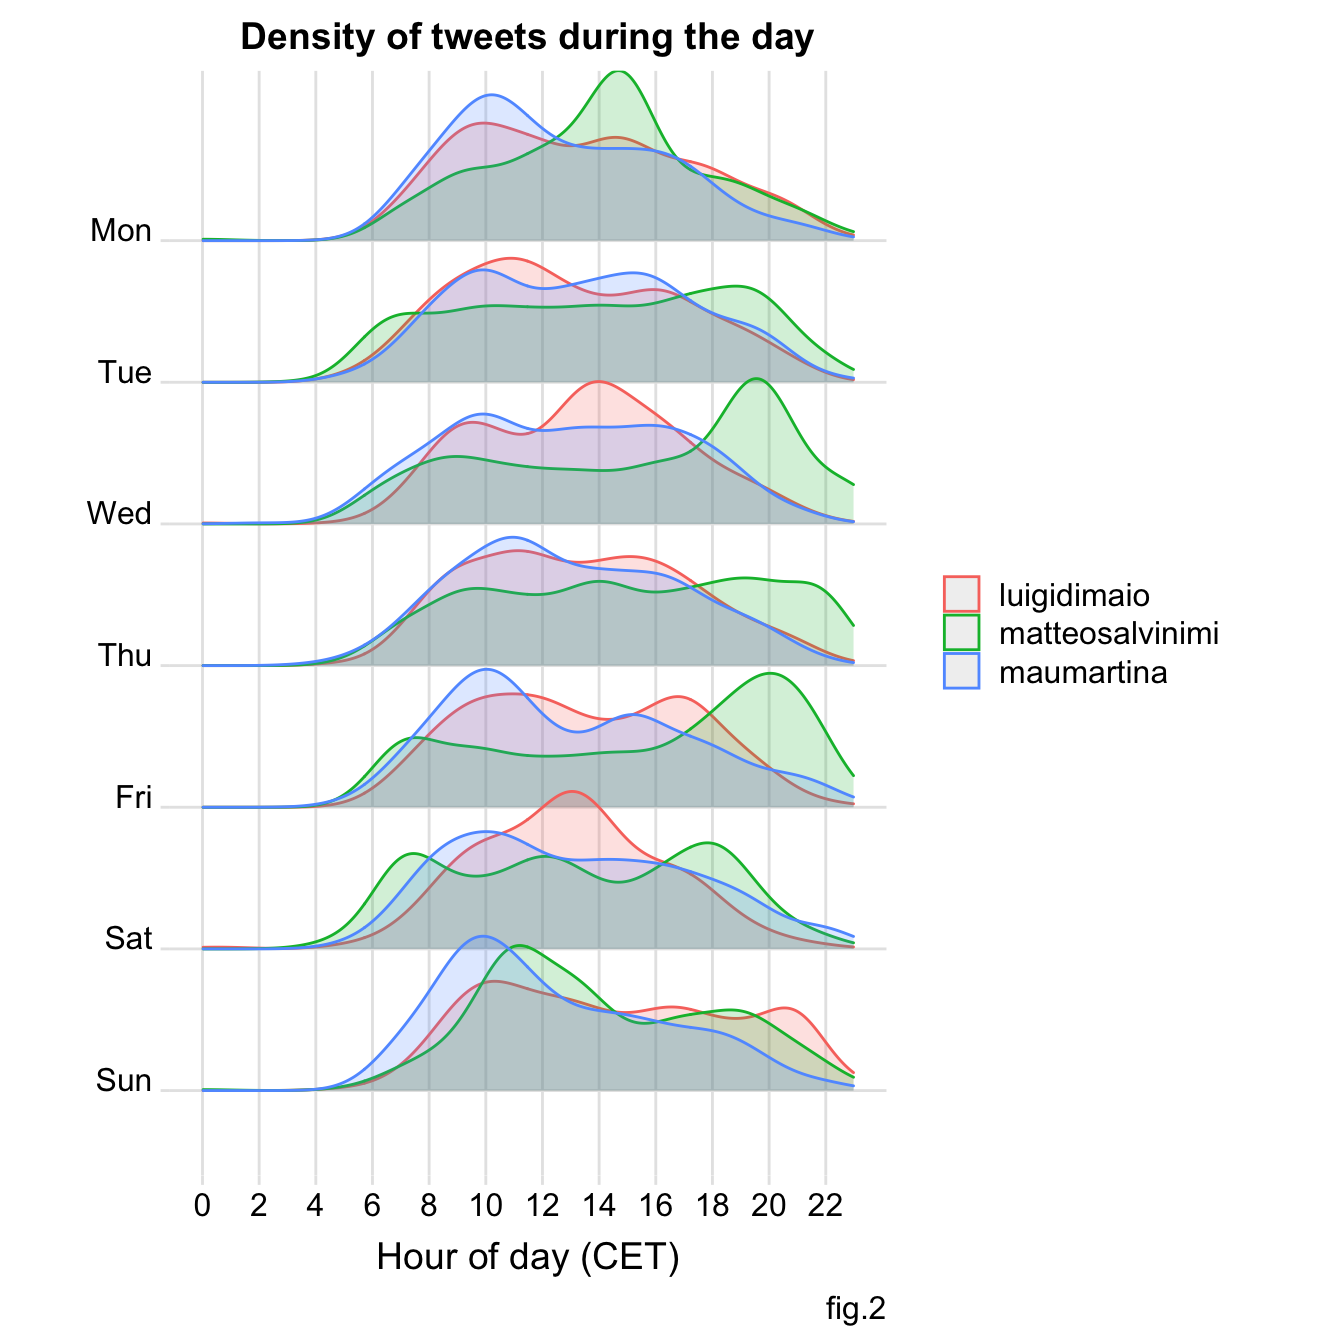 Density of tweets during the day
Mon
Tue
Wed
Thu
Fri
Sat
Sun
luigidimaio
matteosalvinimi
maumartina
0 2 4 6 8 10 12 14 16 18 20 22
Hour of day (CET)
fig.2